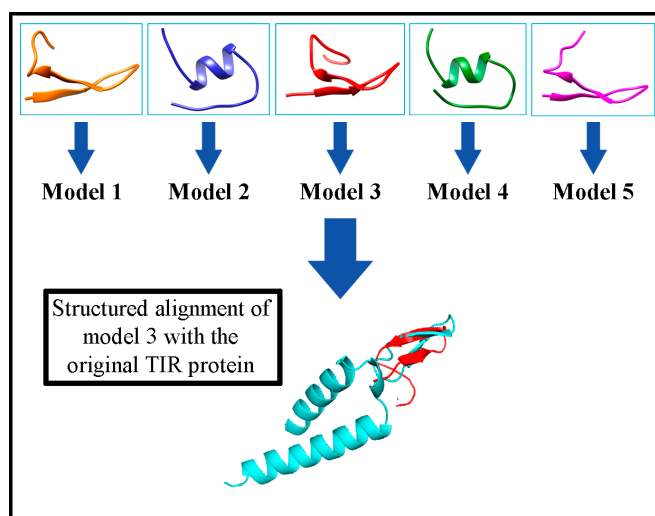 Model 1
Model 2
Model 3
Model 4
Model 5
Structured alignment of
model 3 with the
original TIR protein